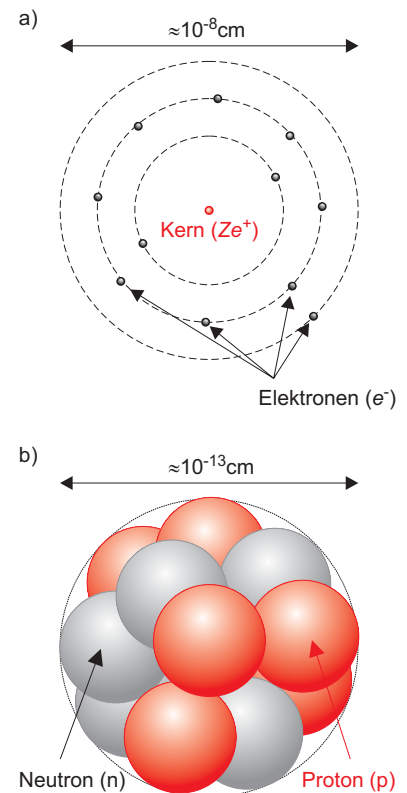 a)
≈10⁻⁸cm
Kern (Ze⁺)
Elektronen (e⁻)
b)
≈10⁻¹³cm
Neutron (n)
Proton (p)